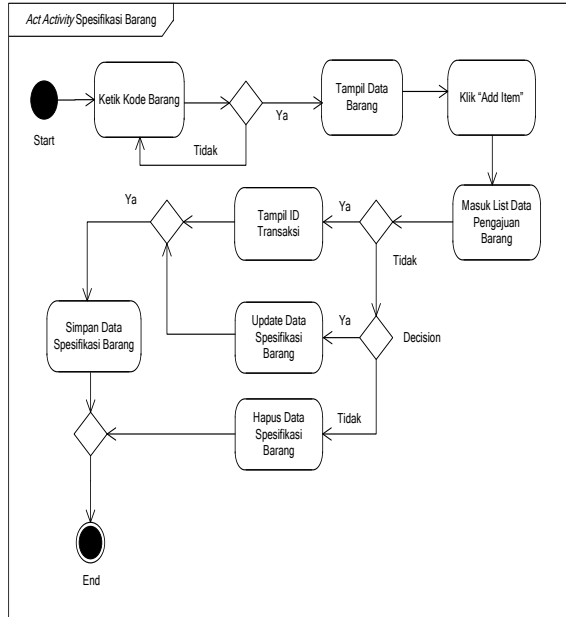 Act Activity Spesifikasi Barang
Ketik Kode Barang
Ya
Tampil Data
Barang
Klik “Add Item”
Start
Tidak
Masuk List Data
Pengajuan
Barang
Ya
Tampil ID
Transaksi
Ya
Tidak
Simpan Data
Spesifikasi Barang
Update Data
Spesifikasi
Barang
Ya
Decision
Hapus Data
Spesifikasi
Barang
Tidak
End